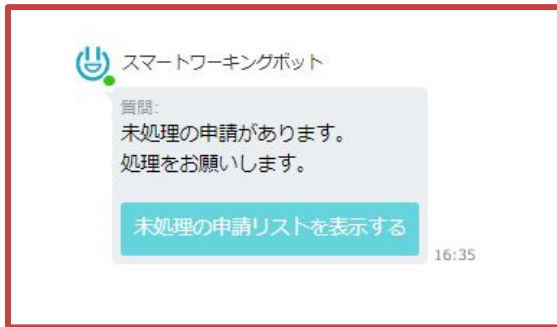 スマートワーキングボット
質問:
未処理の申請があります。
処理をお願いします。
未処理の申請リストを表示する
16:35